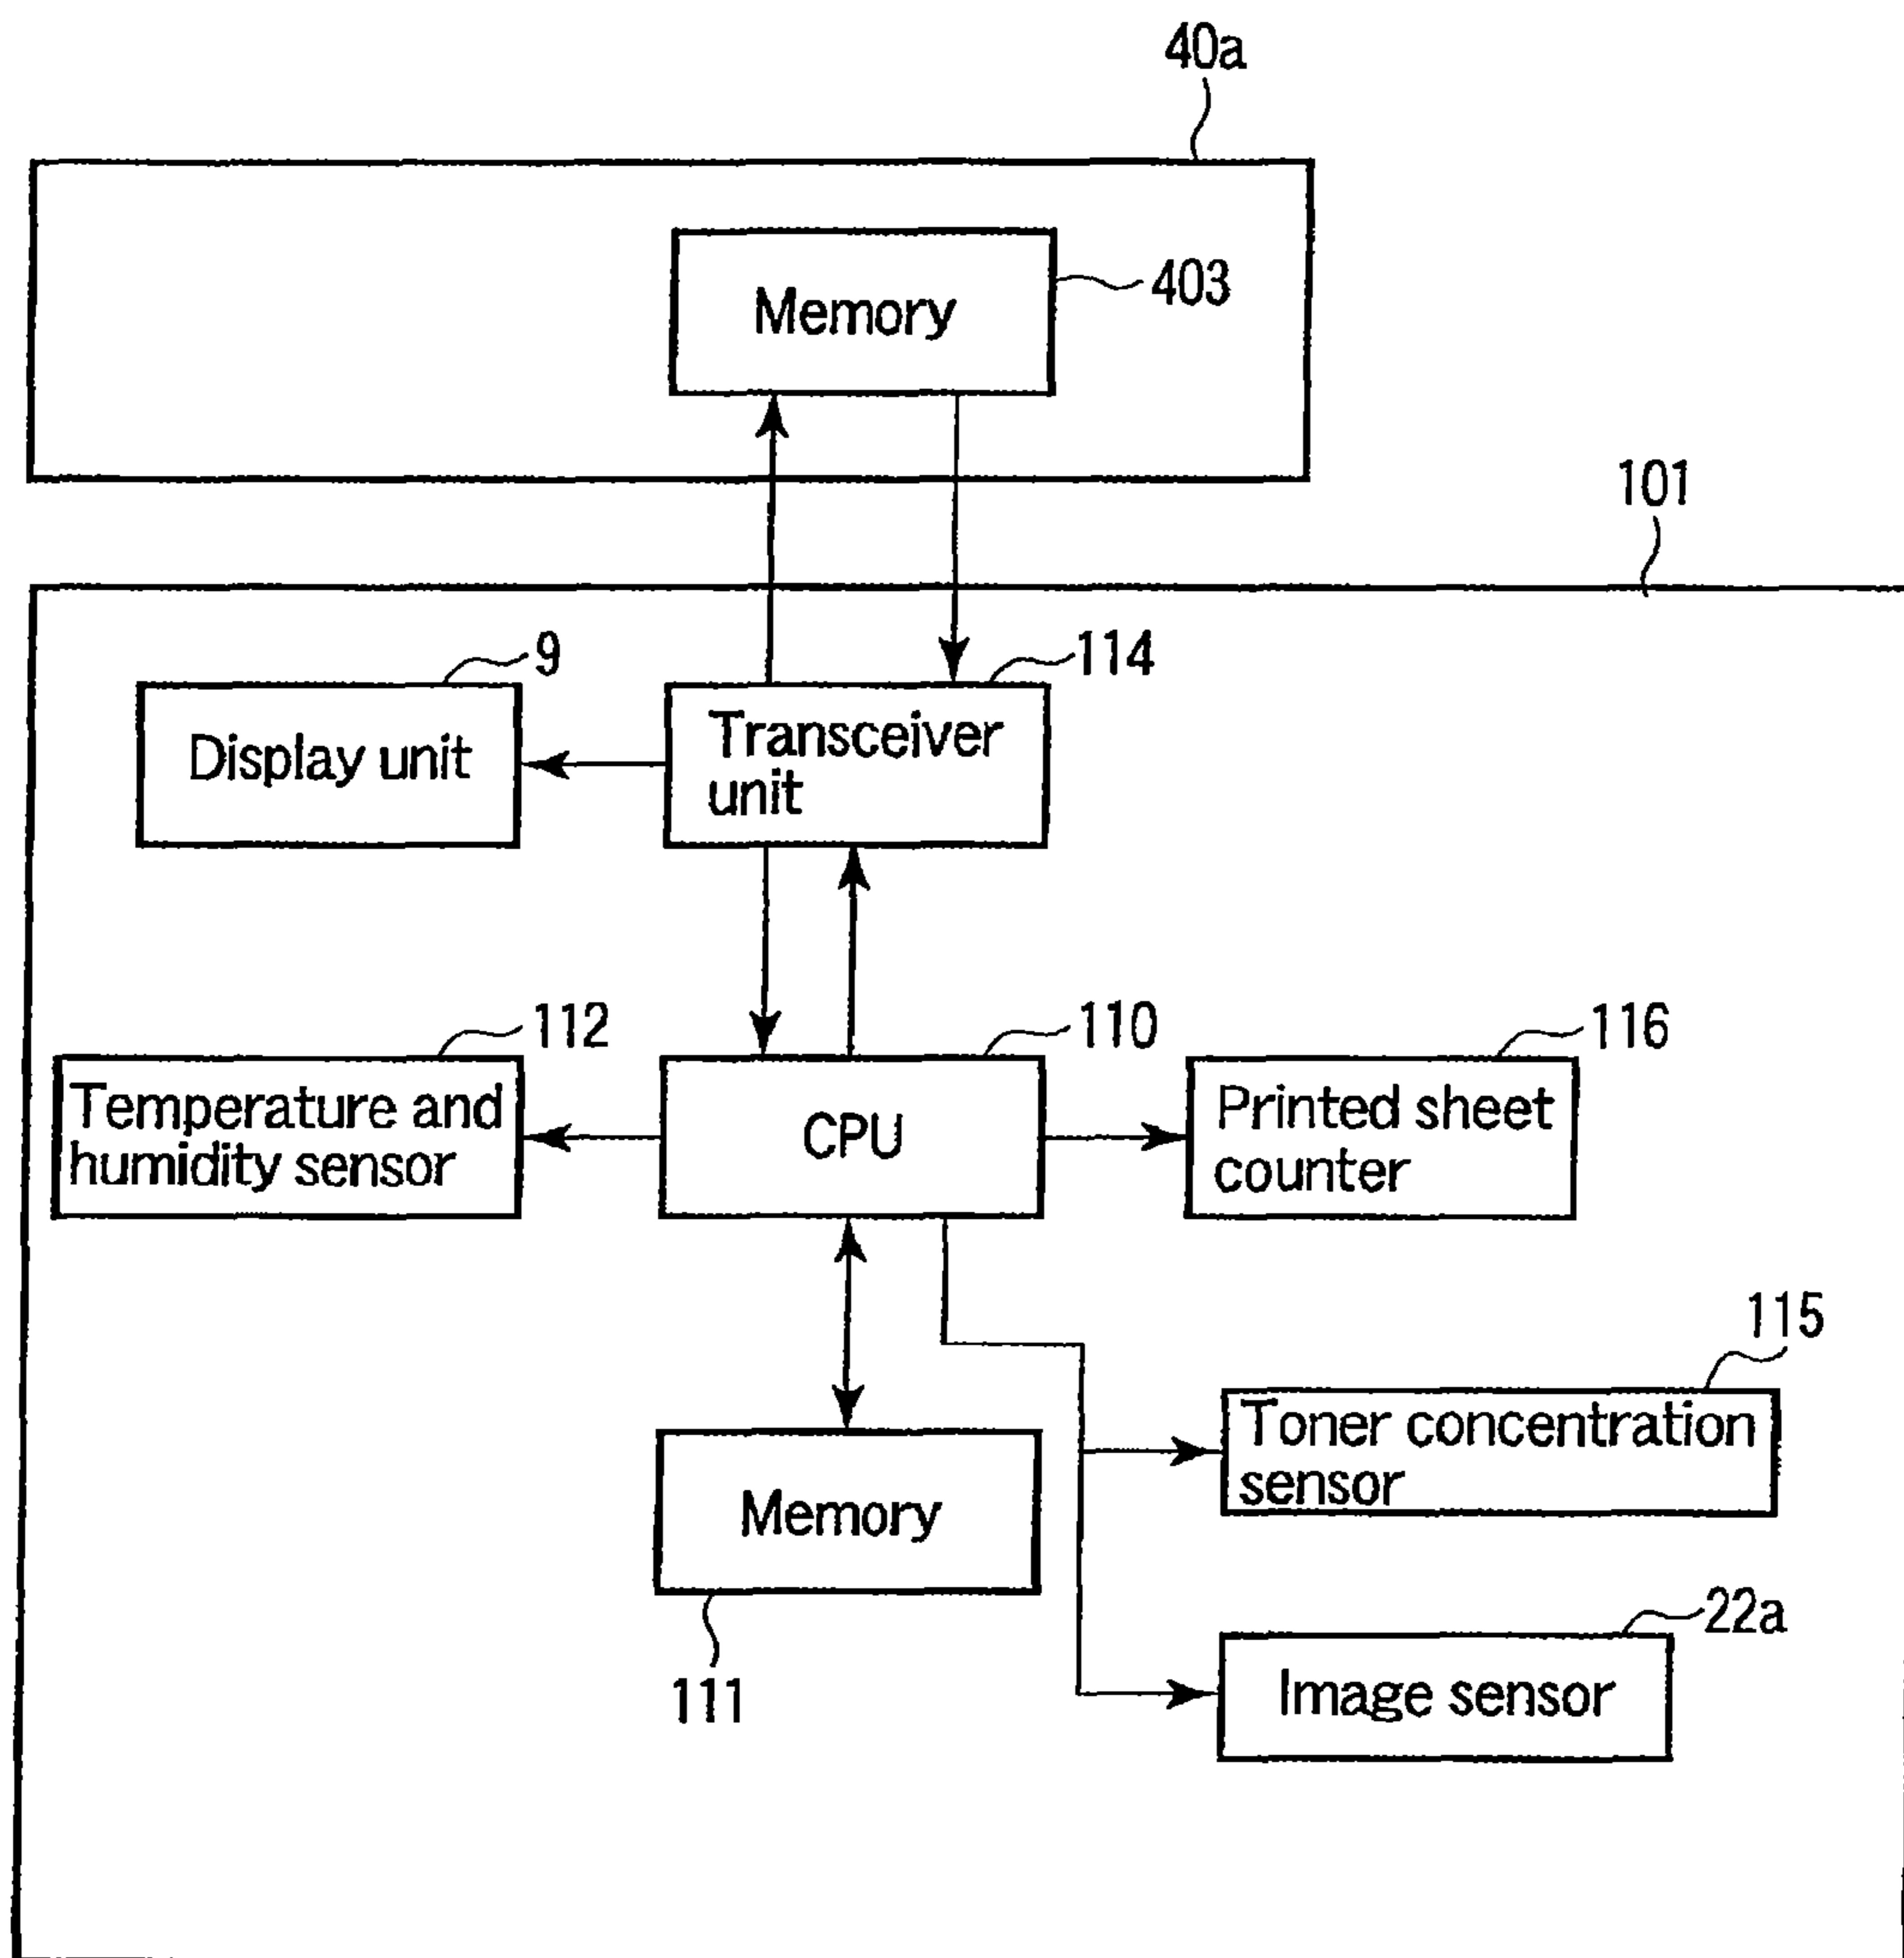 40a
Memory
403
101
9
114
Display unit
Transceiver
unit
112
110
116
Temperature and
humidity sensor
CPU
Printed sheet
counter
115
Toner concentration
sensor
Memory
111
22a
Image sensor